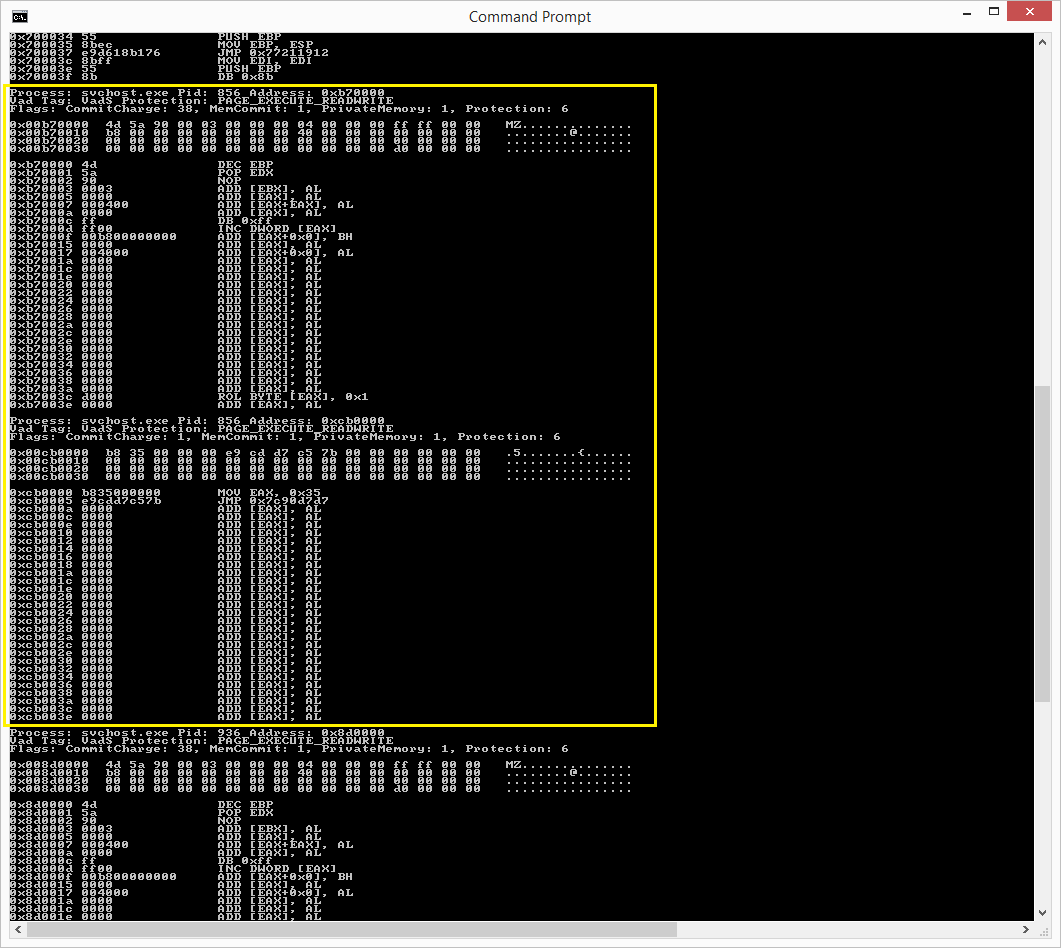 Command Prompt
0x700034 55 PUSH EBP
0x700035 8bec MOV EBP, ESP
0x700037 e9d618b176 JMP 0x77211912
0x70003c 8bff MOV EDI, EDI
0x70003e 55 PUSH EBP
0x70003f 8b DB 0x8b
Process: svchost.exe Pid: 856 Address: 0xb70000
Vad Tag: VadS Protection: PAGE_EXECUTE_READWRITE
Flags: CommitCharge: 38, MemCommit: 1, PrivateMemory: 1, Protection: 6
0x00b70000 4d 5a 90 00 03 00 00 00 04 00 00 00 ff ff 00 00 MZ..............
0x00b70010 b8 00 00 00 00 00 00 00 40 00 00 00 00 00 00 00 ........@.......
0x00b70020 00 00 00 00 00 00 00 00 00 00 00 00 00 00 00 00 ................
0x00b70030 00 00 00 00 00 00 00 00 00 00 00 00 d0 00 00 00 ................
0xb70000 4d DEC EBP
0xb70001 5a POP EDX
0xb70002 90 NOP
0xb70003 0003 ADD [EBX], AL
0xb70005 0000 ADD [EAX], AL
0xb70007 000400 ADD [EAX+EAX], AL
0xb7000a 0000 ADD [EAX], AL
0xb7000c ff DB 0xff
0xb7000d ff00 INC DWORD [EAX]
0xb7000f 00b800000000 ADD [EAX+0x0], BH
0xb70015 0000 ADD [EAX], AL
0xb70017 004000 ADD [EAX+0x0], AL
0xb7001a 0000 ADD [EAX], AL
0xb7001c 0000 ADD [EAX], AL
0xb7001e 0000 ADD [EAX], AL
0xb70020 0000 ADD [EAX], AL
0xb70022 0000 ADD [EAX], AL
0xb70024 0000 ADD [EAX], AL
0xb70026 0000 ADD [EAX], AL
0xb70028 0000 ADD [EAX], AL
0xb7002a 0000 ADD [EAX], AL
0xb7002c 0000 ADD [EAX], AL
0xb7002e 0000 ADD [EAX], AL
0xb70030 0000 ADD [EAX], AL
0xb70032 0000 ADD [EAX], AL
0xb70034 0000 ADD [EAX], AL
0xb70036 0000 ADD [EAX], AL
0xb70038 0000 ADD [EAX], AL
0xb7003a 0000 ADD [EAX], AL
0xb7003c d000 ROL BYTE [EAX], 0x1
0xb7003e 0000 ADD [EAX], AL
Process: svchost.exe Pid: 856 Address: 0xcb0000
Vad Tag: VadS Protection: PAGE_EXECUTE_READWRITE
Flags: CommitCharge: 1, MemCommit: 1, PrivateMemory: 1, Protection: 6
0x00cb0000 b8 35 00 00 00 e9 cd d7 c5 7b 00 00 00 00 00 00 .5.......{......
0x00cb0010 00 00 00 00 00 00 00 00 00 00 00 00 00 00 00 00 ................
0x00cb0020 00 00 00 00 00 00 00 00 00 00 00 00 00 00 00 00 ................
0x00cb0030 00 00 00 00 00 00 00 00 00 00 00 00 00 00 00 00 ................
0xcb0000 b835000000 MOV EAX, 0x35
0xcb0005 e9cdd7c57b JMP 0x7c90d7d7
0xcb000a 0000 ADD [EAX], AL
0xcb000c 0000 ADD [EAX], AL
0xcb000e 0000 ADD [EAX], AL
0xcb0010 0000 ADD [EAX], AL
0xcb0012 0000 ADD [EAX], AL
0xcb0014 0000 ADD [EAX], AL
0xcb0016 0000 ADD [EAX], AL
0xcb0018 0000 ADD [EAX], AL
0xcb001a 0000 ADD [EAX], AL
0xcb001c 0000 ADD [EAX], AL
0xcb001e 0000 ADD [EAX], AL
0xcb0020 0000 ADD [EAX], AL
0xcb0022 0000 ADD [EAX], AL
0xcb0024 0000 ADD [EAX], AL
0xcb0026 0000 ADD [EAX], AL
0xcb0028 0000 ADD [EAX], AL
0xcb002a 0000 ADD [EAX], AL
0xcb002c 0000 ADD [EAX], AL
0xcb002e 0000 ADD [EAX], AL
0xcb0030 0000 ADD [EAX], AL
0xcb0032 0000 ADD [EAX], AL
0xcb0034 0000 ADD [EAX], AL
0xcb0036 0000 ADD [EAX], AL
0xcb0038 0000 ADD [EAX], AL
0xcb003a 0000 ADD [EAX], AL
0xcb003c 0000 ADD [EAX], AL
0xcb003e 0000 ADD [EAX], AL
Process: svchost.exe Pid: 936 Address: 0x8d0000
Vad Tag: VadS Protection: PAGE_EXECUTE_READWRITE
Flags: CommitCharge: 38, MemCommit: 1, PrivateMemory: 1, Protection: 6
0x008d0000 4d 5a 90 00 03 00 00 00 04 00 00 00 ff ff 00 00 MZ..............
0x008d0010 b8 00 00 00 00 00 00 00 40 00 00 00 00 00 00 00 ........@.......
0x008d0020 00 00 00 00 00 00 00 00 00 00 00 00 00 00 00 00 ................
0x008d0030 00 00 00 00 00 00 00 00 00 00 00 00 d0 00 00 00 ................
0x8d0000 4d DEC EBP
0x8d0001 5a POP EDX
0x8d0002 90 NOP
0x8d0003 0003 ADD [EBX], AL
0x8d0005 0000 ADD [EAX], AL
0x8d0007 000400 ADD [EAX+EAX], AL
0x8d000a 0000 ADD [EAX], AL
0x8d000c ff DB 0xff
0x8d000d ff00 INC DWORD [EAX]
0x8d000f 00b800000000 ADD [EAX+0x0], BH
0x8d0015 0000 ADD [EAX], AL
0x8d0017 004000 ADD [EAX+0x0], AL
0x8d001a 0000 ADD [EAX], AL
0x8d001c 0000 ADD [EAX], AL
0x8d001e 0000 ADD [EAX], AL